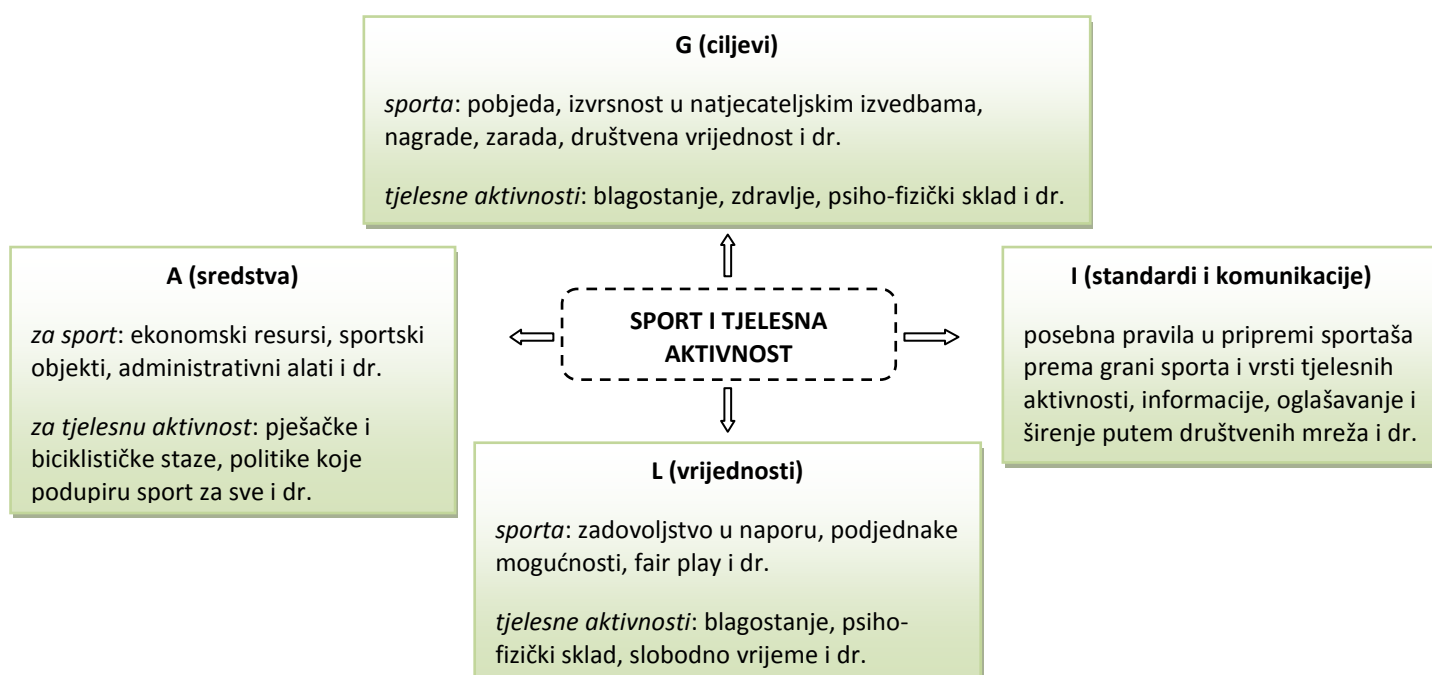 G (ciljevi)
sporta: pobjeda, izvrsnost u natjecateljskim izvedbama,
nagrade, zarada, društvena vrijednost i dr.
tjelesne aktivnosti: blagostanje, zdravlje, psiho-fizički sklad i dr.
A (sredstva)
za sport: ekonomski resursi, sportski
objekti, administrativni alati i dr.
za tjelesnu aktivnost: pješačke i
biciklističke staze, politike koje
podupiru sport za sve i dr.
SPORT I TJELESNA
AKTIVNOST
I (standardi i komunikacije)
posebna pravila u pripremi sportaša
prema grani sporta i vrsti tjelesnih
aktivnosti, informacije, oglašavanje i
širenje putem društvenih mreža i dr.
L (vrijednosti)
sporta: zadovoljstvo u naporu, podjednake
mogućnosti, fair play i dr.
tjelesne aktivnosti: blagostanje, psiho-
fizički sklad, slobodno vrijeme i dr.